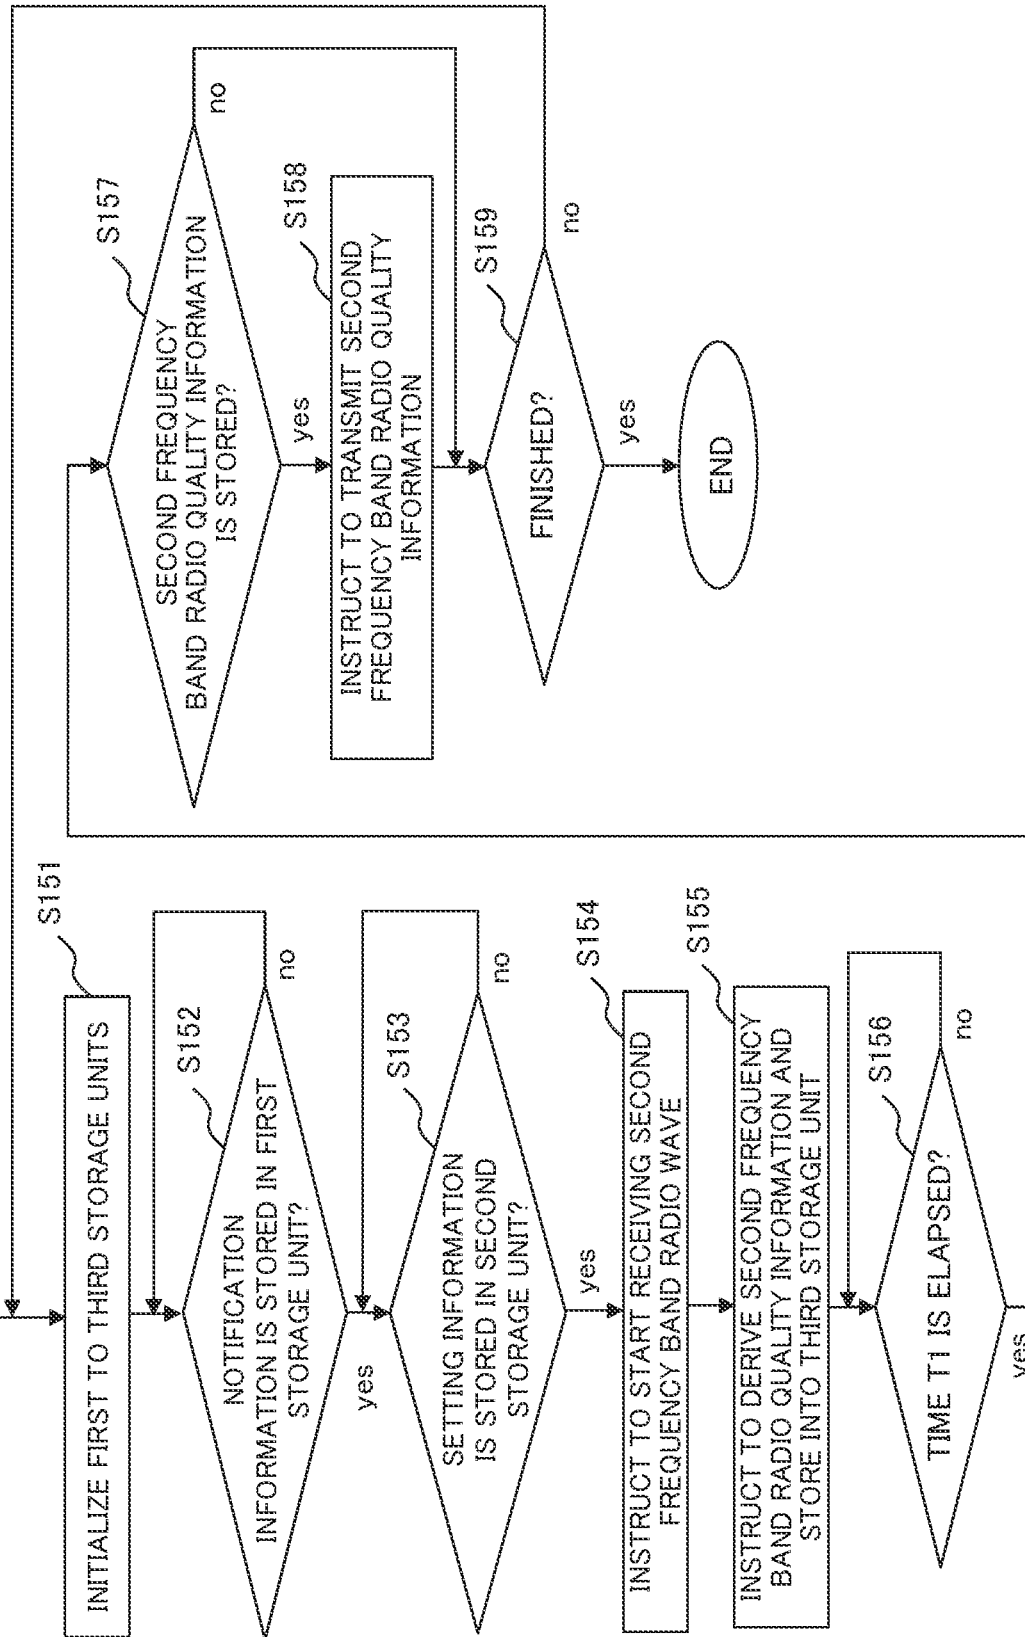 S151
INITIALIZE FIRST TO THIRD STORAGE UNITS
S152
NOTIFICATION
INFORMATION IS STORED IN FIRST
STORAGE UNIT?
no
yes
S153
SETTING INFORMATION
IS STORED IN SECOND
STORAGE UNIT?
no
yes
S154
INSTRUCT TO START RECEIVING SECOND
FREQUENCY BAND RADIO WAVE
S155
INSTRUCT TO DERIVE SECOND FREQUENCY
BAND RADIO QUALITY INFORMATION AND
STORE INTO THIRD STORAGE UNIT
S156
TIME T1 IS ELAPSED?
no
yes
S157
SECOND FREQUENCY
BAND RADIO QUALITY INFORMATION
IS STORED?
no
yes
S158
INSTRUCT TO TRANSMIT SECOND
FREQUENCY BAND RADIO QUALITY
INFORMATION
S159
FINISHED?
no
yes
END